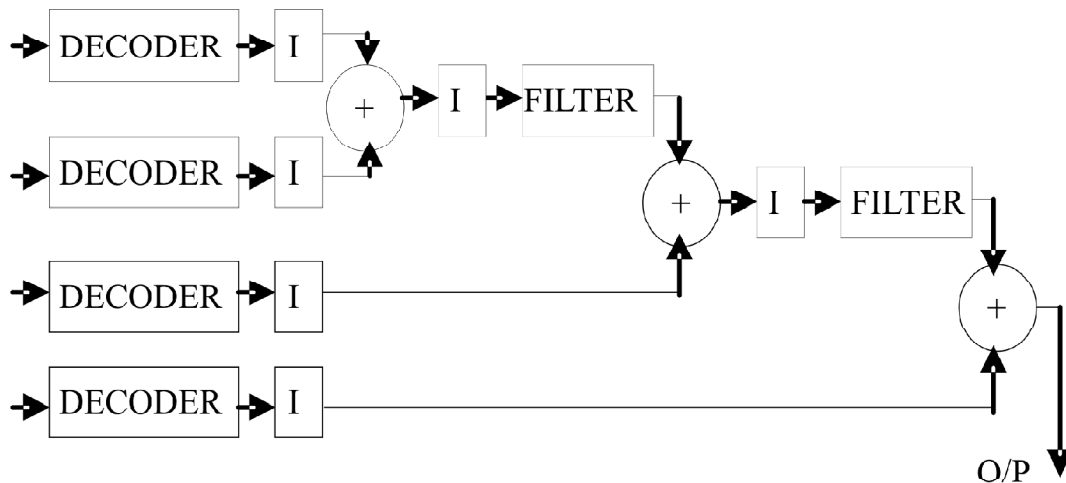 DECODER I
+ I FILTER
DECODER I
+ I FILTER
DECODER I
+
DECODER I
O/P